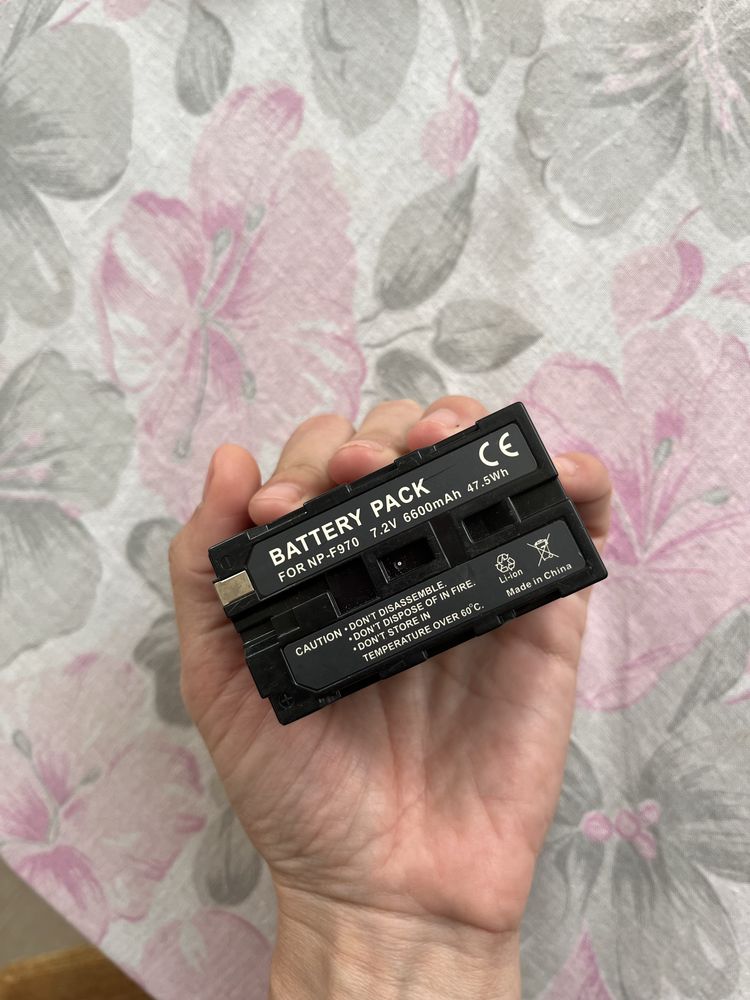 BATTERY PACK
FOR NP-F970 7.2V 6600mAh 47.5Wh
CE
CAUTION • DON'T DISASSEMBLE.
• DON'T DISPOSE OF IN FIRE.
• DON'T STORE IN
TEMPERATURE OVER 60°C.
Li-ion
Made in China